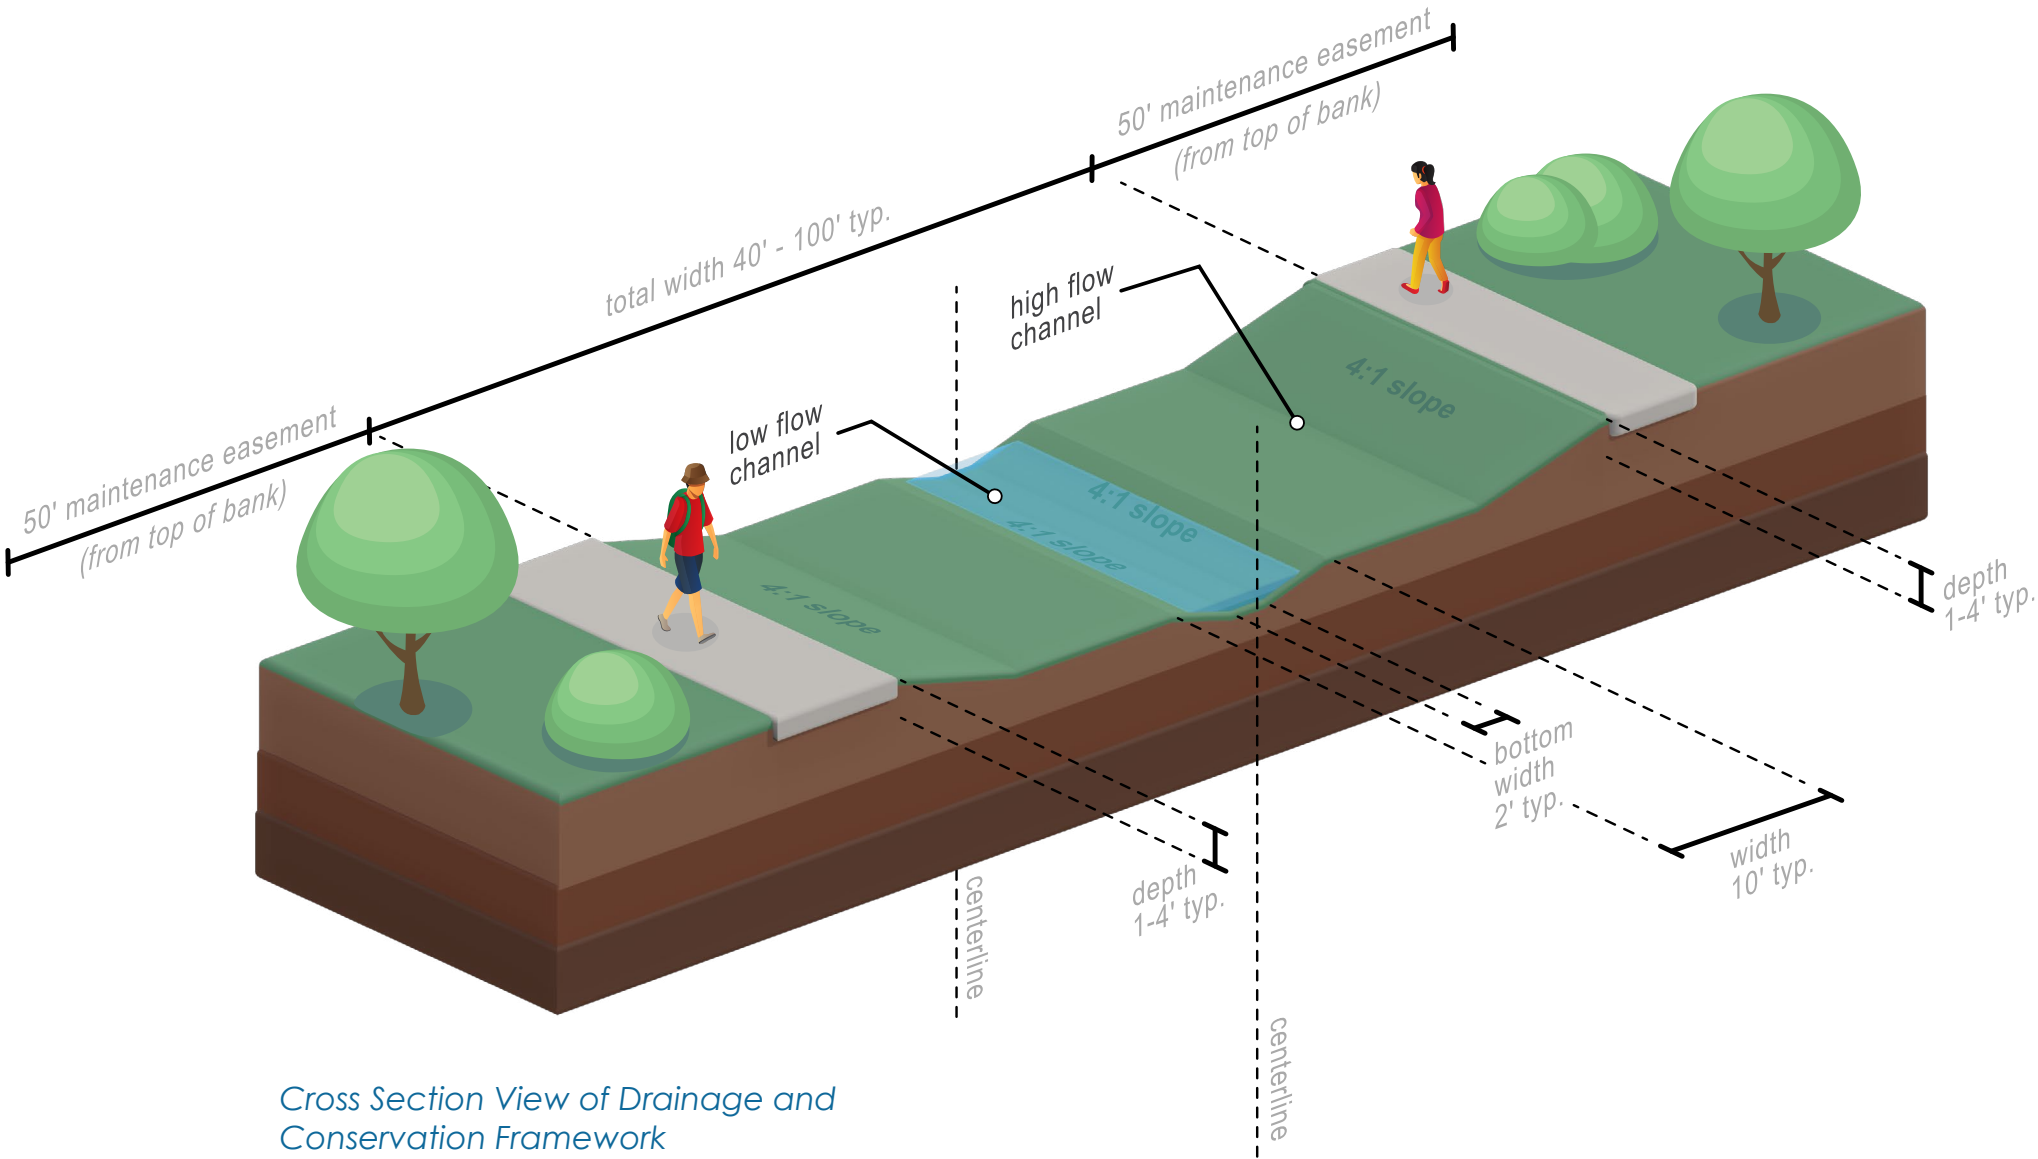 50' maintenance easement
(from top of bank)
total width 40' - 100' typ.
50' maintenance easement
(from top of bank)
high flow
channel
low flow
channel
4:1 slope
4:1 slope
4:1 slope
4:1 slope
depth
1-4' typ.
bottom
width
2' typ.
width
10' typ.
depth
1-4' typ.
centerline
centerline
Cross Section View of Drainage and
Conservation Framework